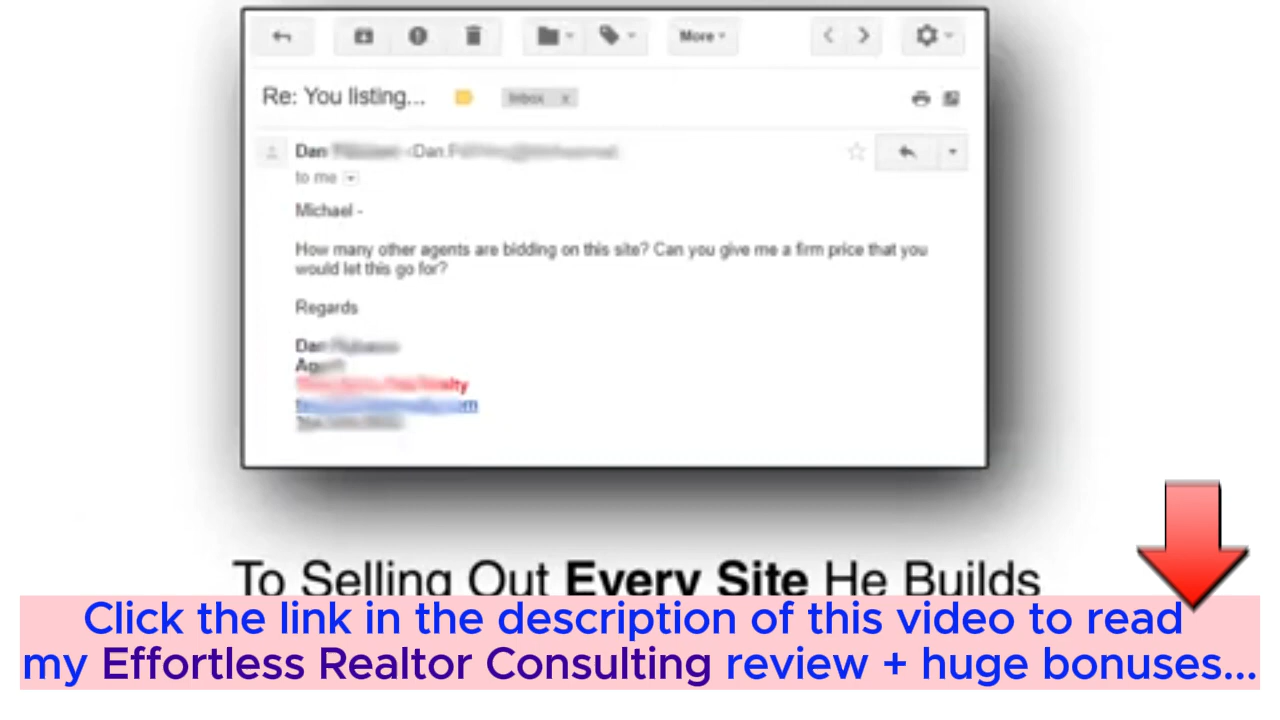 More
Re: You listing...
Inbox x
Dan
to me
Michael -
How many other agents are bidding on this site? Can you give me a firm price that you
would let this go for?
Regards
To Selling Out Every Site He Builds
Click the link in the description of this video to read
my Effortless Realtor Consulting review + huge bonuses...